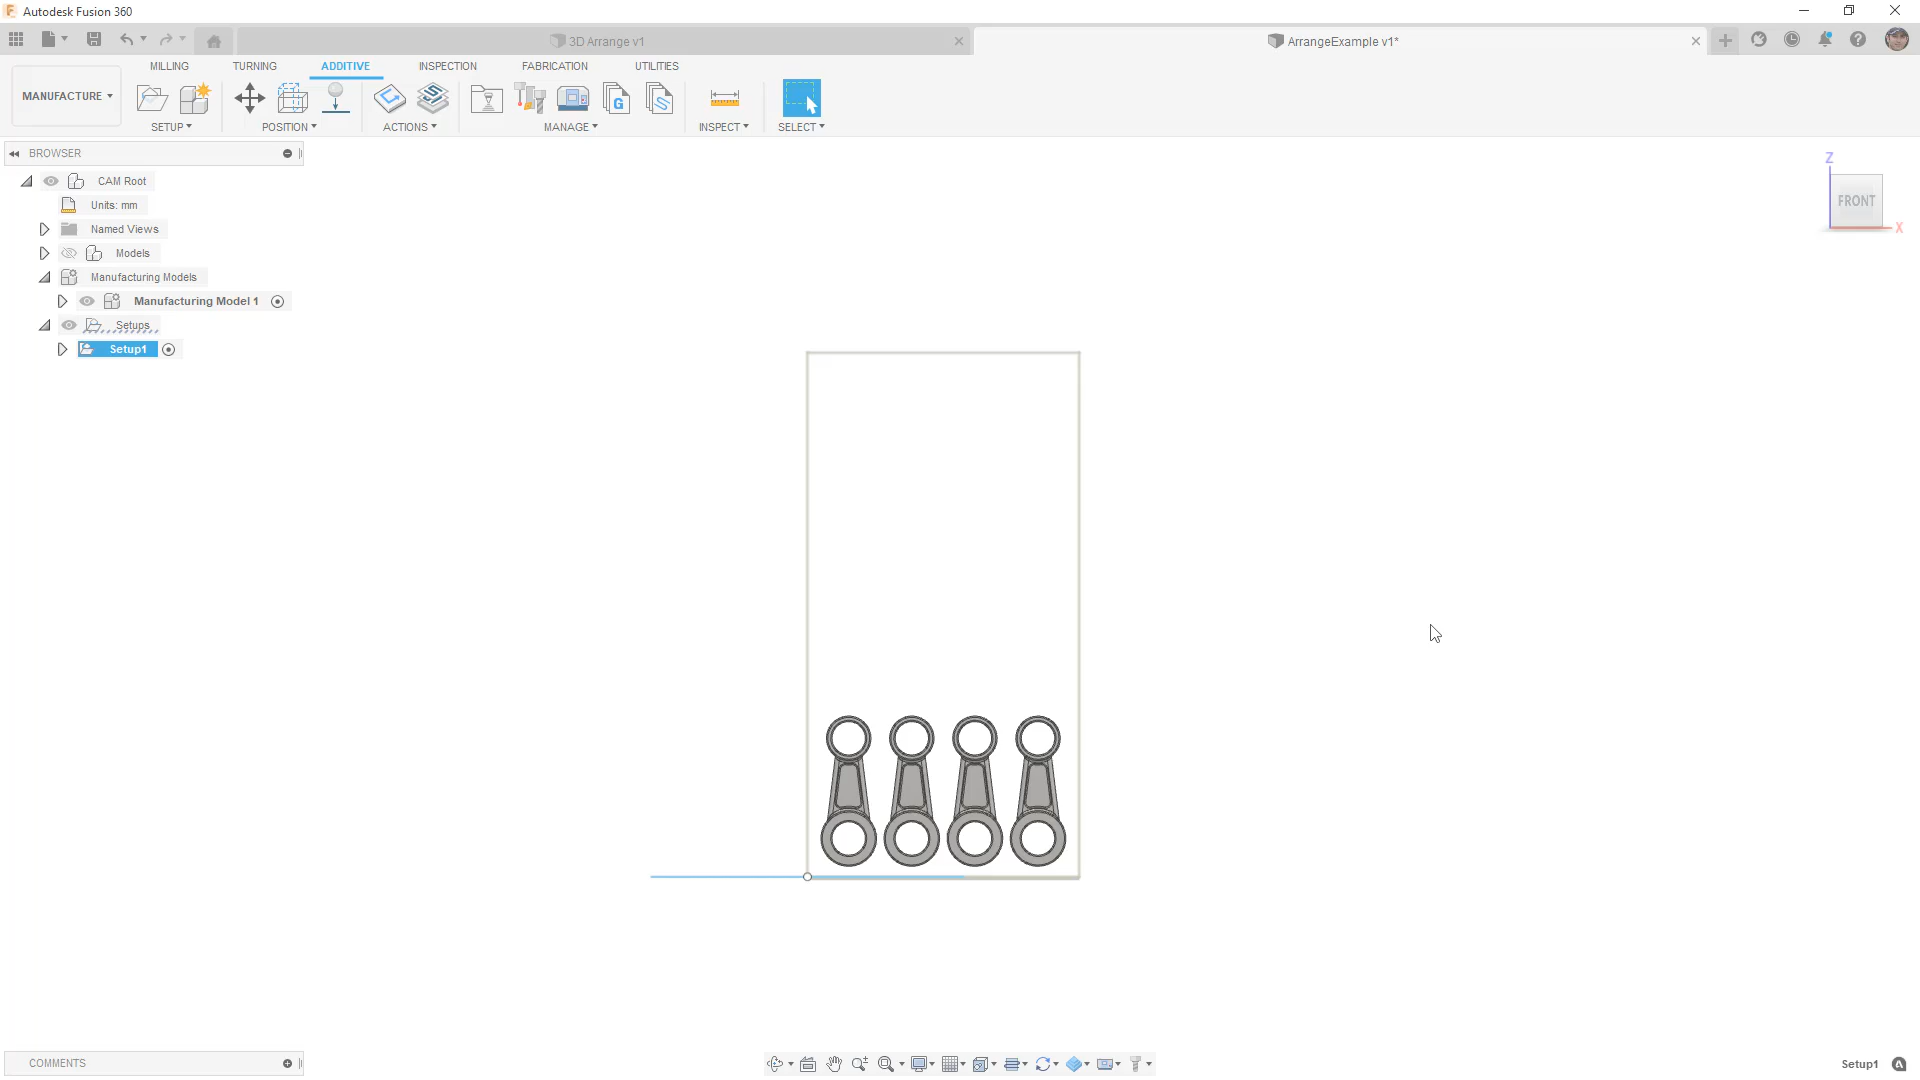 Autodesk Fusion 360
3D Arrange v1
ArrangeExample v1*
MILLING
TURNING
ADDITIVE
INSPECTION
FABRICATION
UTILITIES
MANUFACTURE
SETUP
POSITION
ACTIONS
MANAGE
INSPECT
SELECT
BROWSER
CAM Root
Units: mm
Named Views
Models
Manufacturing Models
Manufacturing Model 1
Setups
Setup1
Z
FRONT
X
COMMENTS
Setup1